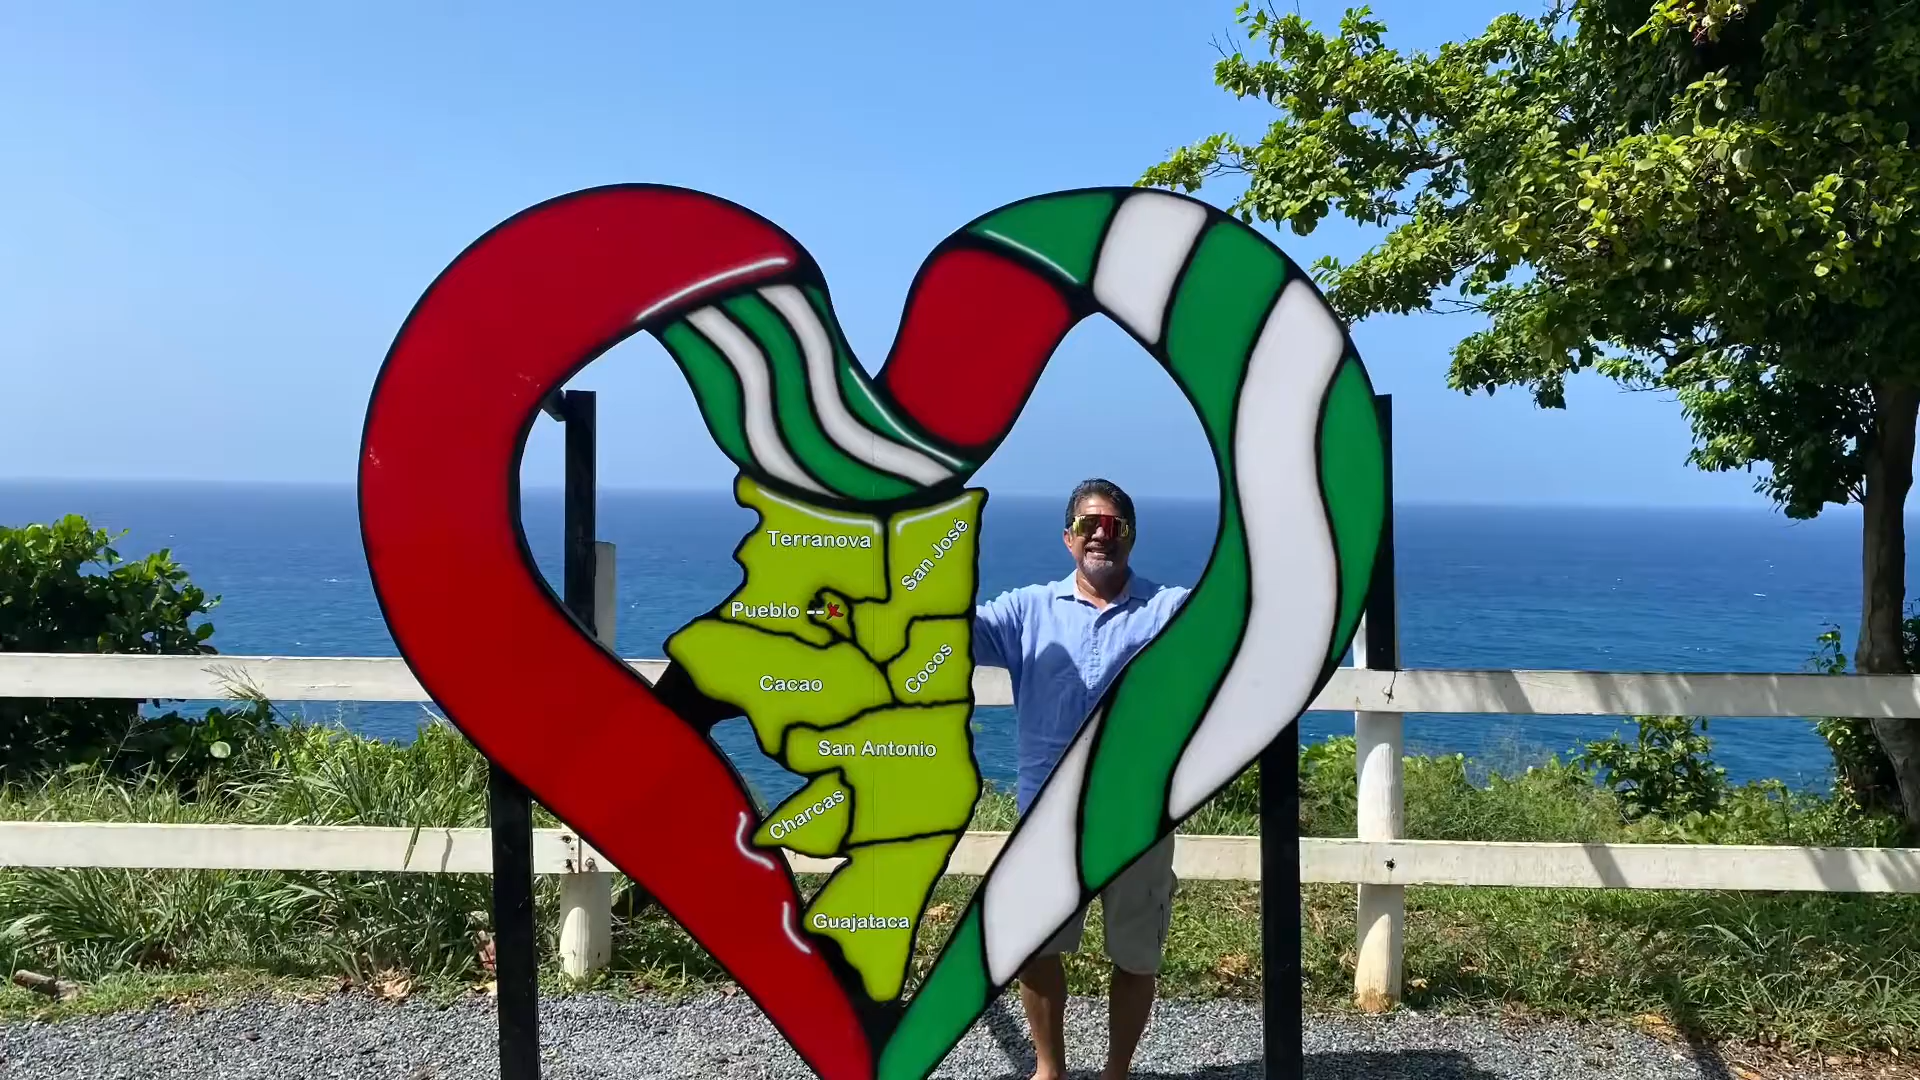 Terranova
San José
Pueblo --
Cacao
Cocos
San Antonio
Charcas
Guajataca